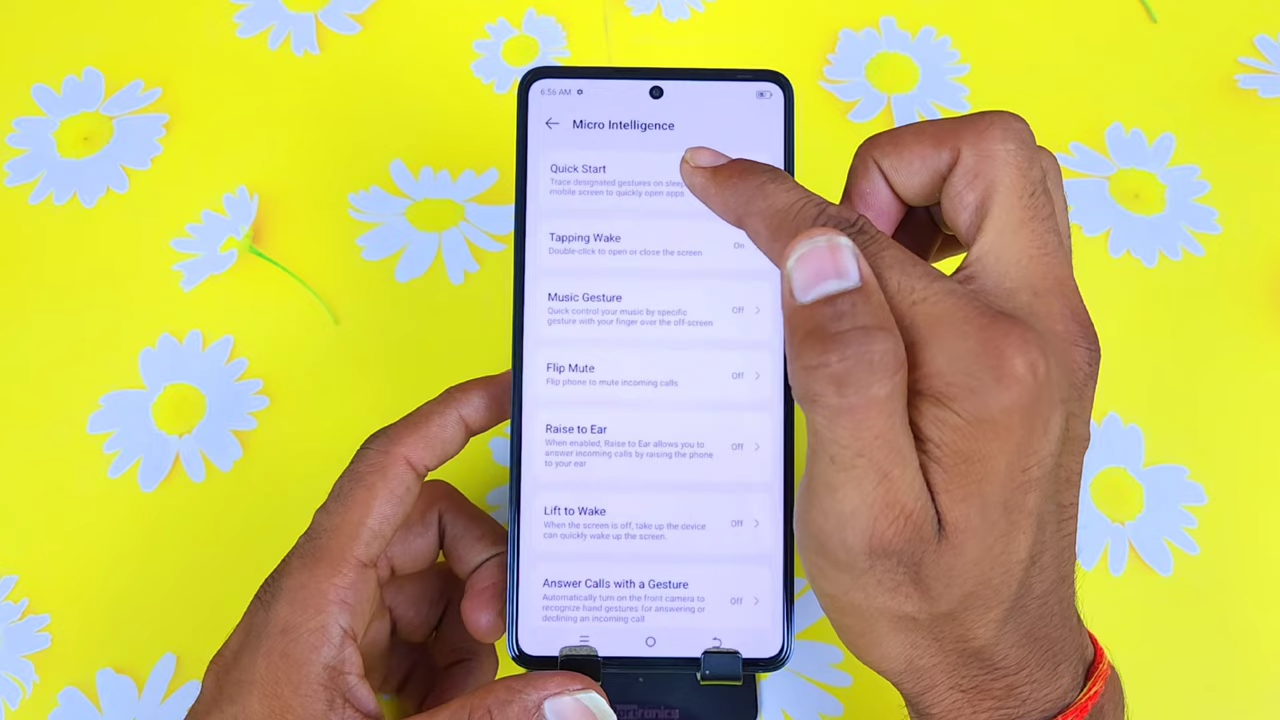 6:56 AM
Micro Intelligence
Quick Start
Trace designated gestures on sleep
mobile screen to quickly open apps
Tapping Wake
On
Double-click to open or close the screen
Music Gesture
Off
Quick control your music by specific
gesture with your finger over the off-screen
Flip Mute
Off
Flip phone to mute incoming calls
Raise to Ear
When enabled, Raise to Ear allows you to
Off
answer incoming calls by raising the phone
to your ear
Lift to Wake
Off
When the screen is off, take up the device
can quickly wake up the screen.
Answer Calls with a Gesture
Automatically turn on the front camera to
Off
recognize hand gestures for answering or
declining an incoming call